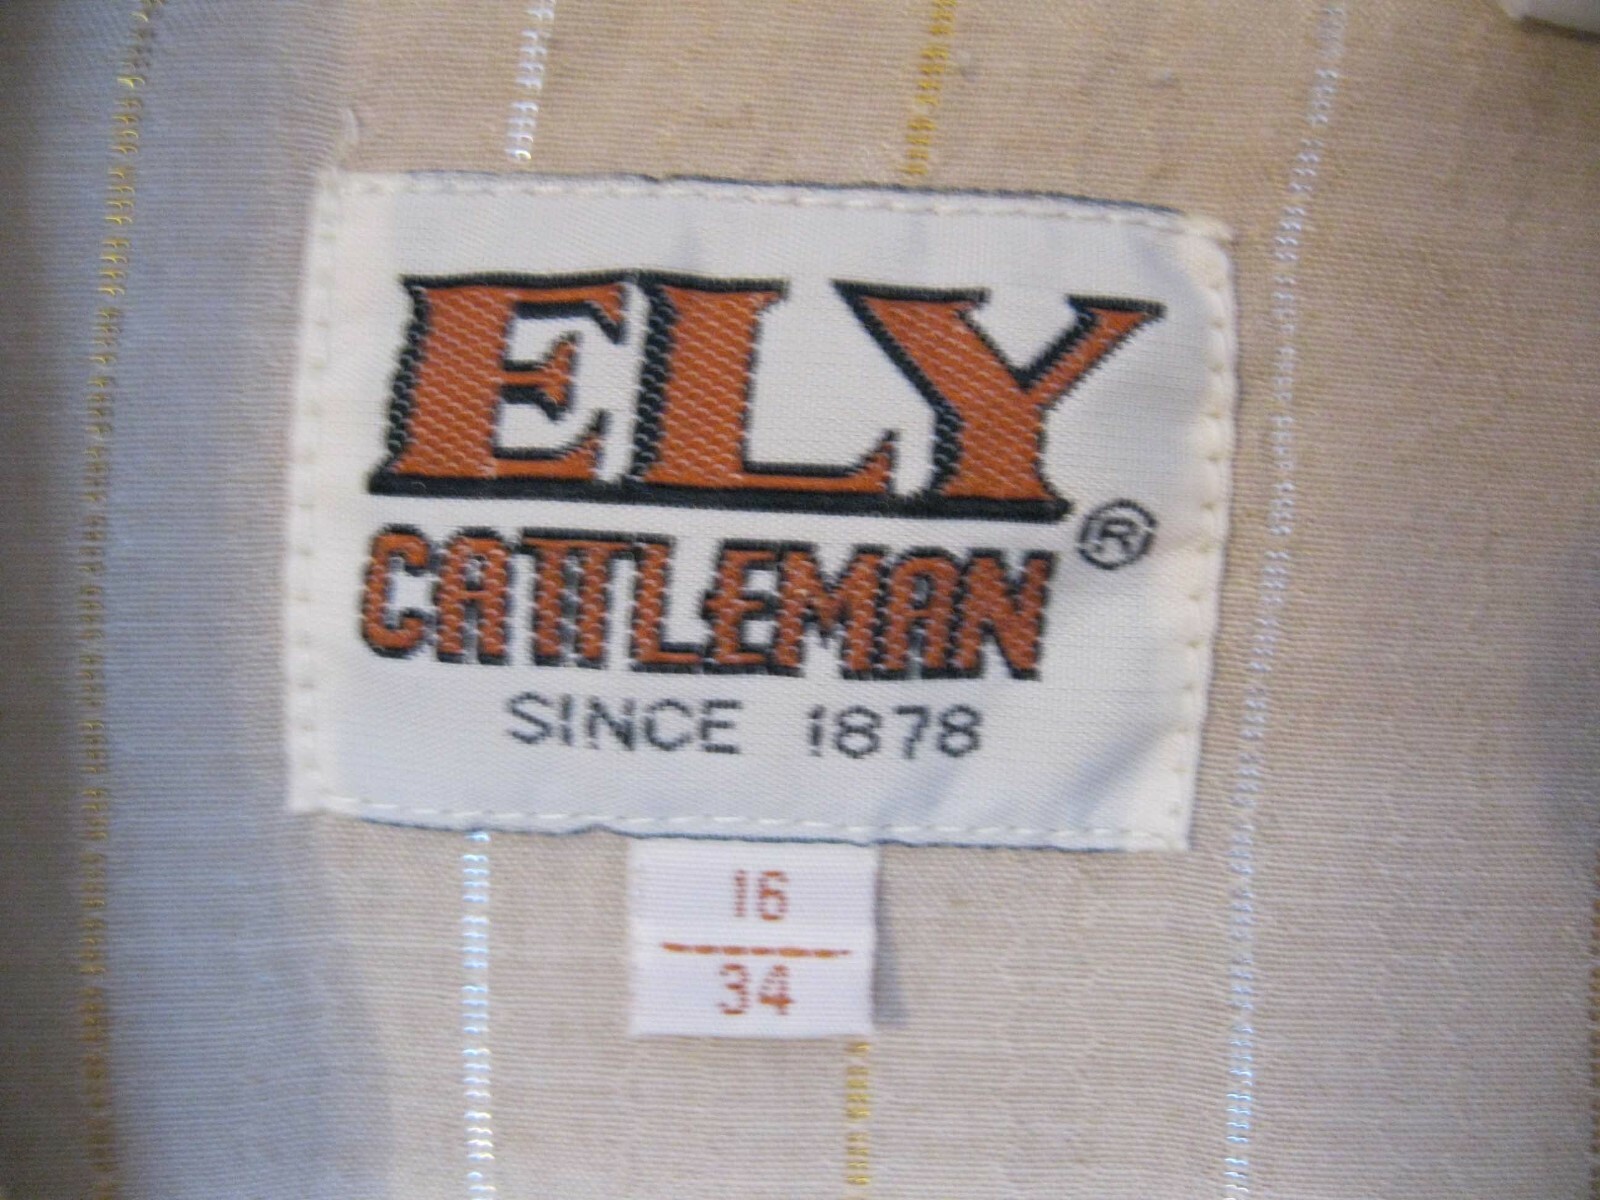 ELY
CATTLEMAN®
SINCE 1878
16
34